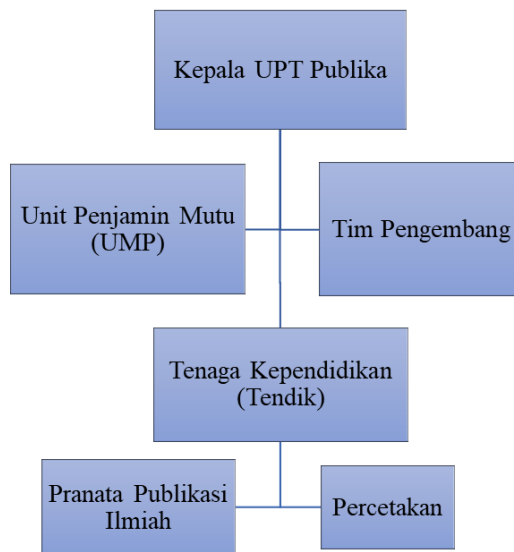 Kepala UPT Publika
Unit Penjamin Mutu
(UMP)
Tim Pengembang
Tenaga Kependidikan
(Tendik)
Pranata Publikasi
Ilmiah
Percetakan